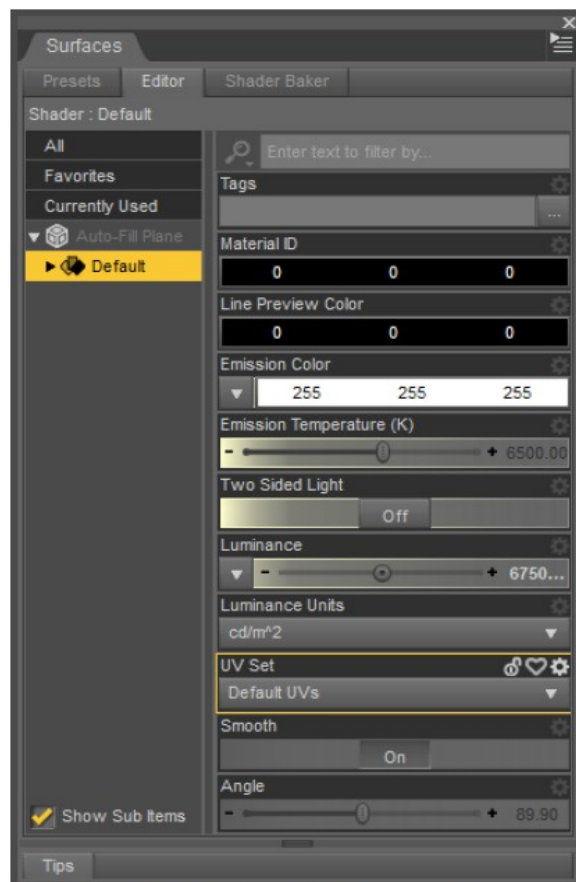 Surfaces
Presets Editor Shader Baker
Shader : Default
All
Favorites
Currently Used
Auto-Fill Plane
Default
Show Sub Items
Enter text to filter by...
Tags
...
Material ID
0 0 0
Line Preview Color
0 0 0
Emission Color
255 255 255
Emission Temperature (K)
- + 6500.00
Two Sided Light
Off
Luminance
- + 6750...
Luminance Units
cd/m^2
UV Set
Default UVs
Smooth
On
Angle
- + 89.90
Tips